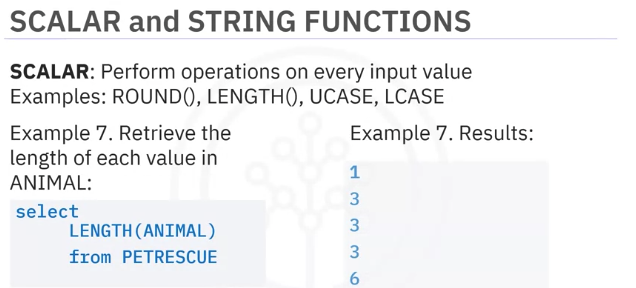 SCALAR and STRING FUNCTIONS
SCALAR: Perform operations on every input value
Examples: ROUND(), LENGTH(), UCASE, LCASE
Example 7. Retrieve the
length of each value in
ANIMAL:
select
LENGTH(ANIMAL)
from PETRESCUE
Example 7. Results:
1
3
3
3
6